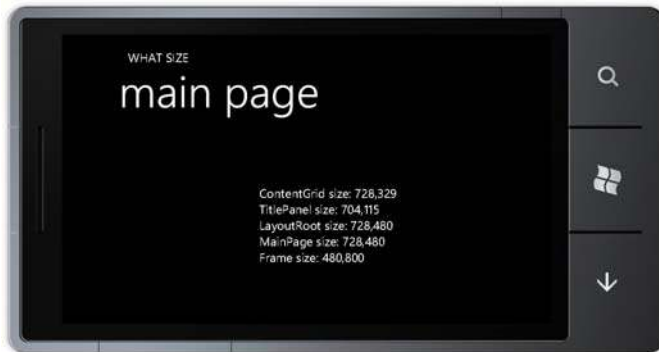 WHAT SIZE
main page
ContentGrid size: 728,329
TitlePanel size: 704,115
LayoutRoot size: 728,480
MainPage size: 728,480
Frame size: 480,800